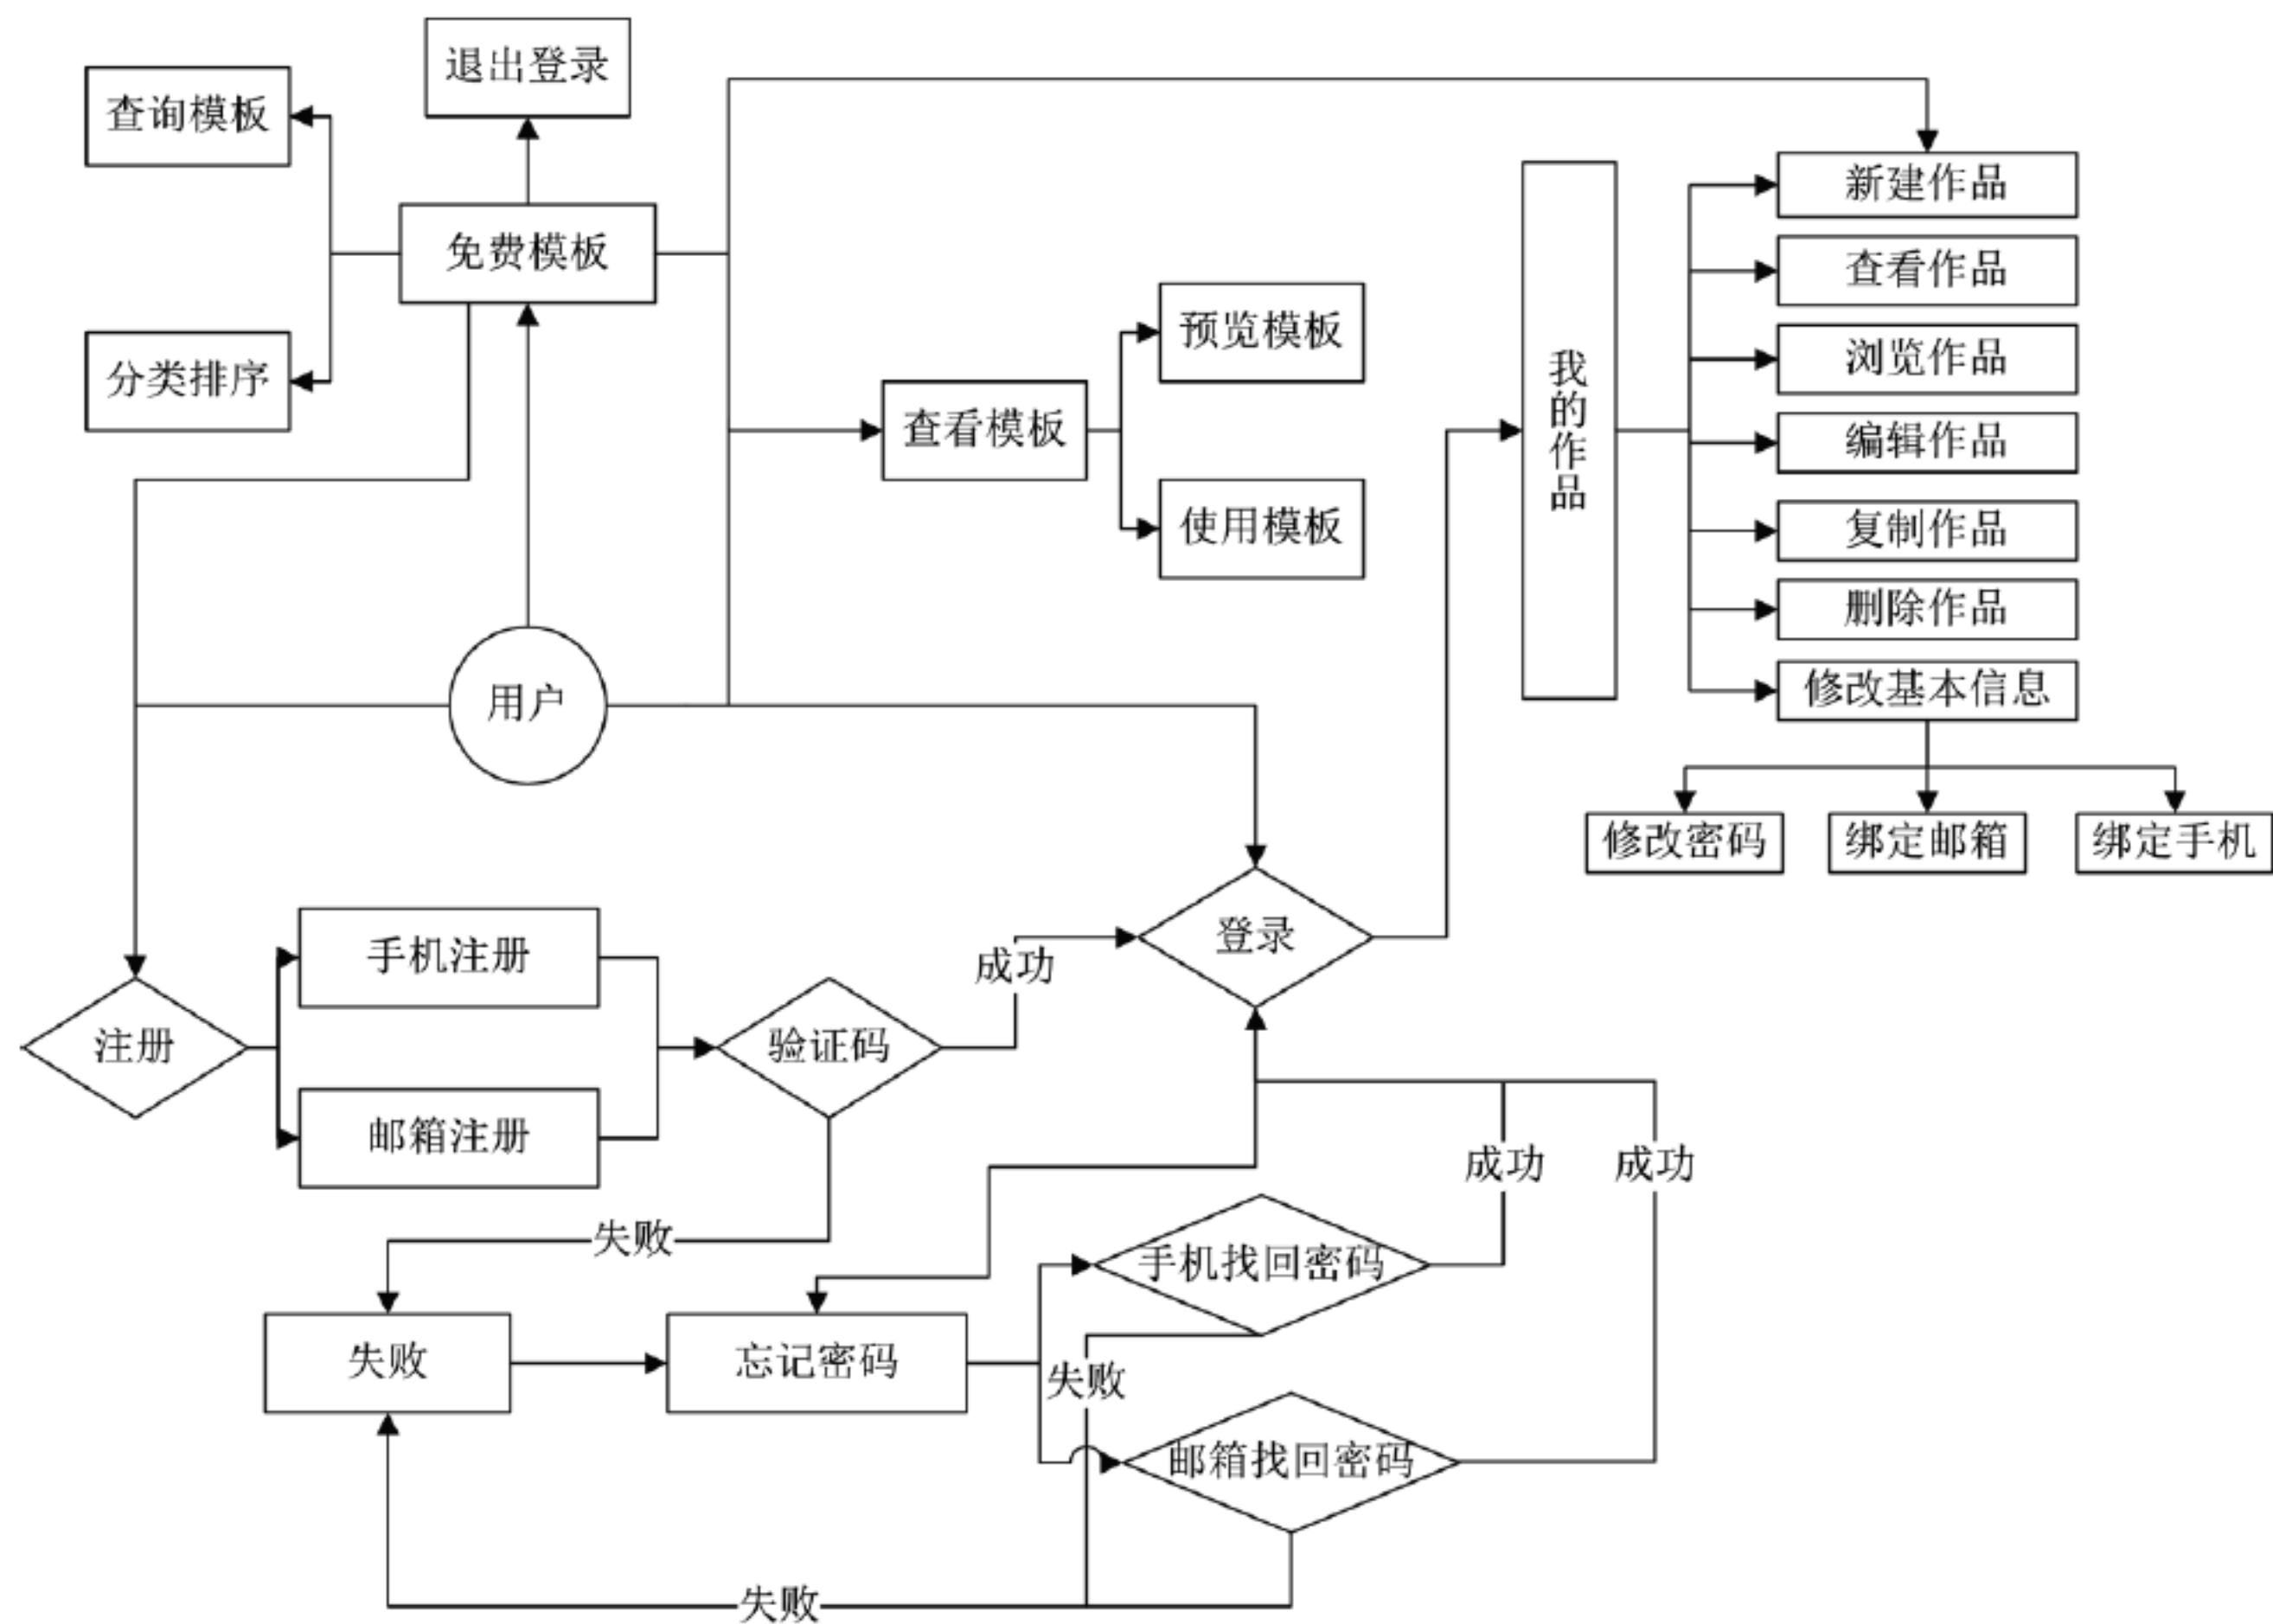 退出登录
查询模板
新建作品
免费模板
查看作品
预览模板
浏览作品
分类排序
查看模板
我的作品
编辑作品
使用模板
复制作品
删除作品
修改基本信息
用户
修改密码
绑定邮箱
绑定手机
登录
手机注册
成功
注册
验证码
邮箱注册
成功
成功
失败
手机找回密码
失败
忘记密码
失败
邮箱找回密码
失败